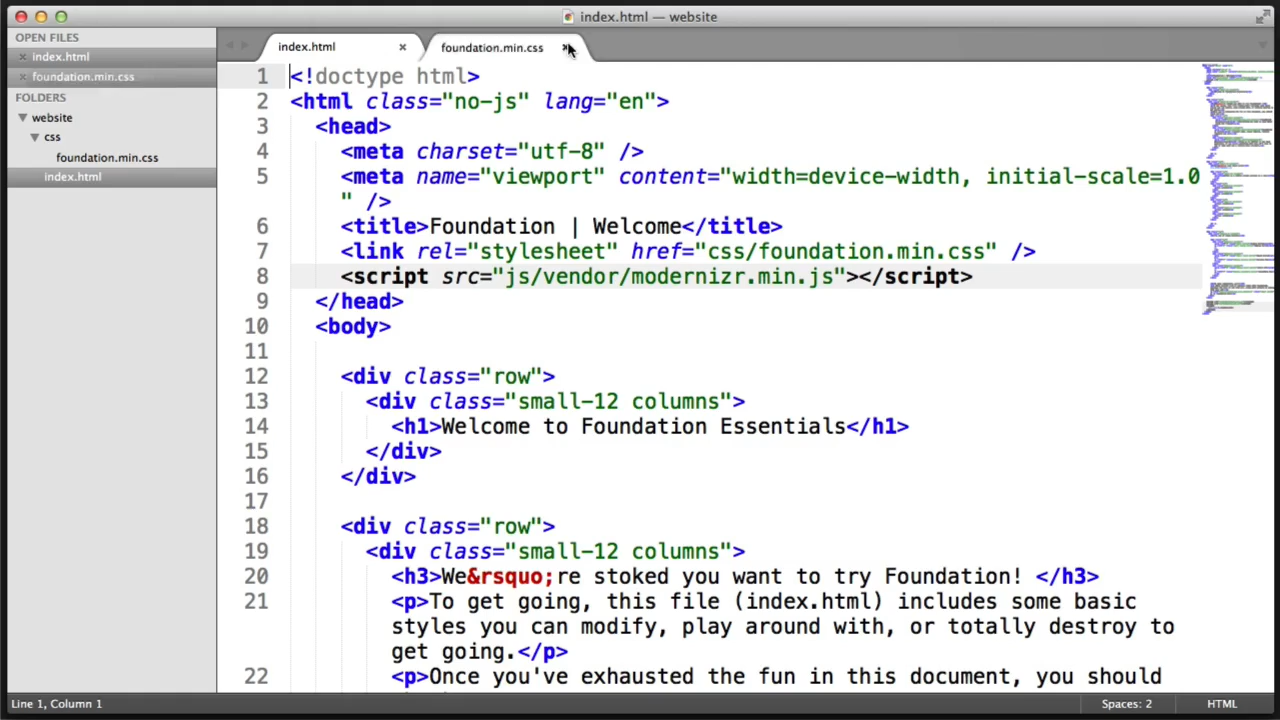 index.html — website
OPEN FILES
index.html
foundation.min.css
FOLDERS
website
css
foundation.min.css
index.html
index.html
foundation.min.css
1 <!doctype html>
2 <html class="no-js" lang="en">
3 <head>
4 <meta charset="utf-8" />
5 <meta name="viewport" content="width=device-width, initial-scale=1.0
" />
6 <title>Foundation | Welcome</title>
7 <link rel="stylesheet" href="css/foundation.min.css" />
8 <script src="js/vendor/modernizr.min.js"></script>
9 </head>
10 <body>
11
12 <div class="row">
13 <div class="small-12 columns">
14 <h1>Welcome to Foundation Essentials</h1>
15 </div>
16 </div>
17
18 <div class="row">
19 <div class="small-12 columns">
20 <h3>We&rsquo;re stoked you want to try Foundation! </h3>
21 <p>To get going, this file (index.html) includes some basic
styles you can modify, play around with, or totally destroy to
get going.</p>
22 <p>Once you've exhausted the fun in this document, you should
Line 1, Column 1
Spaces: 2
HTML